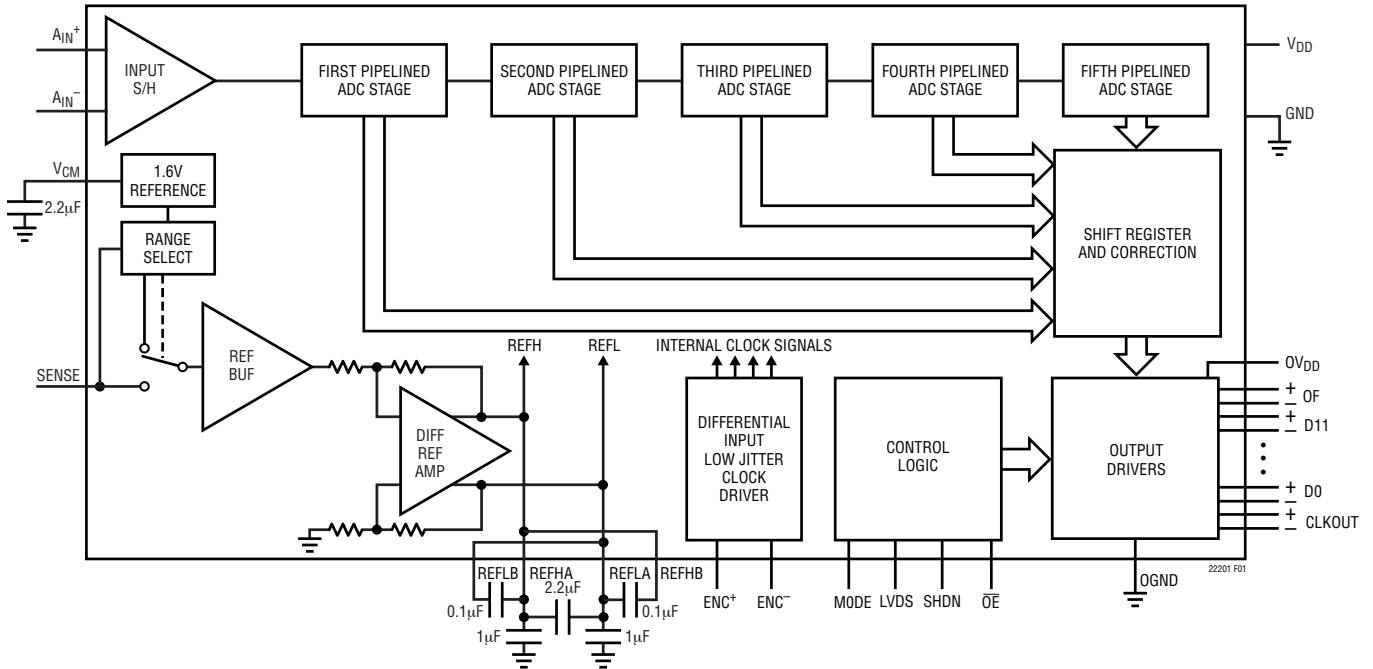 AIN+
AIN−
INPUT
S/H
FIRST PIPELINED
ADC STAGE
SECOND PIPELINED
ADC STAGE
THIRD PIPELINED
ADC STAGE
FOURTH PIPELINED
ADC STAGE
FIFTH PIPELINED
ADC STAGE
VDD
GND
VCM
2.2µF
1.6V
REFERENCE
RANGE
SELECT
SHIFT REGISTER
AND CORRECTION
SENSE
REF
BUF
DIFF
REF
AMP
REFH
REFL
INTERNAL CLOCK SIGNALS
DIFFERENTIAL
INPUT
LOW JITTER
CLOCK
DRIVER
CONTROL
LOGIC
OUTPUT
DRIVERS
OVDD
+
− OF
+
− D11
+ D0
−
+
− CLKOUT
OGND
22201 F01
REFLB REFHA REFLA REFHB
2.2µF
0.1µF 0.1µF
1µF 1µF
ENC+ ENC−
M0DE LVDS SHDN O̅E̅